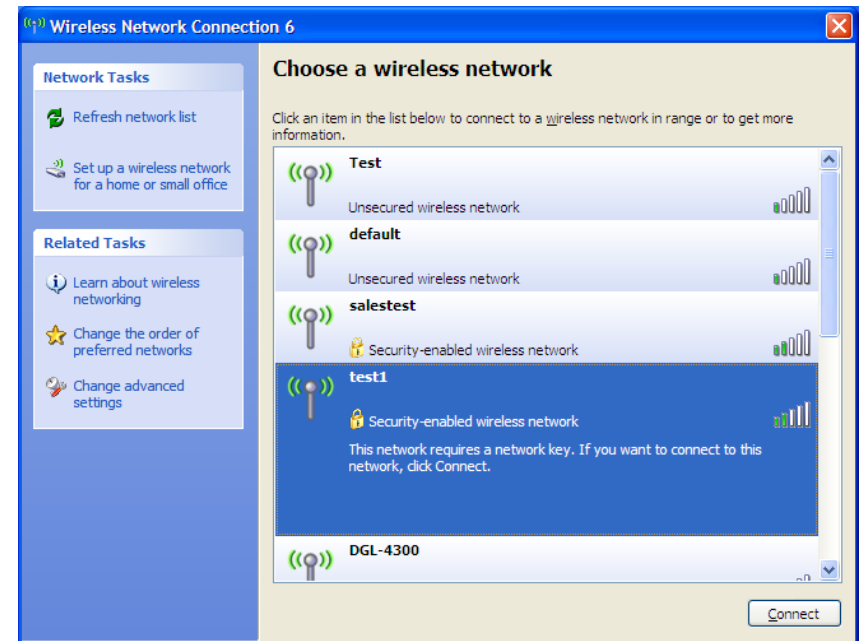 Wireless Network Connection 6
Network Tasks
Refresh network list
Set up a wireless network
for a home or small office
Related Tasks
Learn about wireless
networking
Change the order of
preferred networks
Change advanced
settings
Choose a wireless network
Click an item in the list below to connect to a wireless network in range or to get more
information.
Test
Unsecured wireless network
default
Unsecured wireless network
salestest
Security-enabled wireless network
test1
Security-enabled wireless network
This network requires a network key. If you want to connect to this
network, click Connect.
DGL-4300
Connect